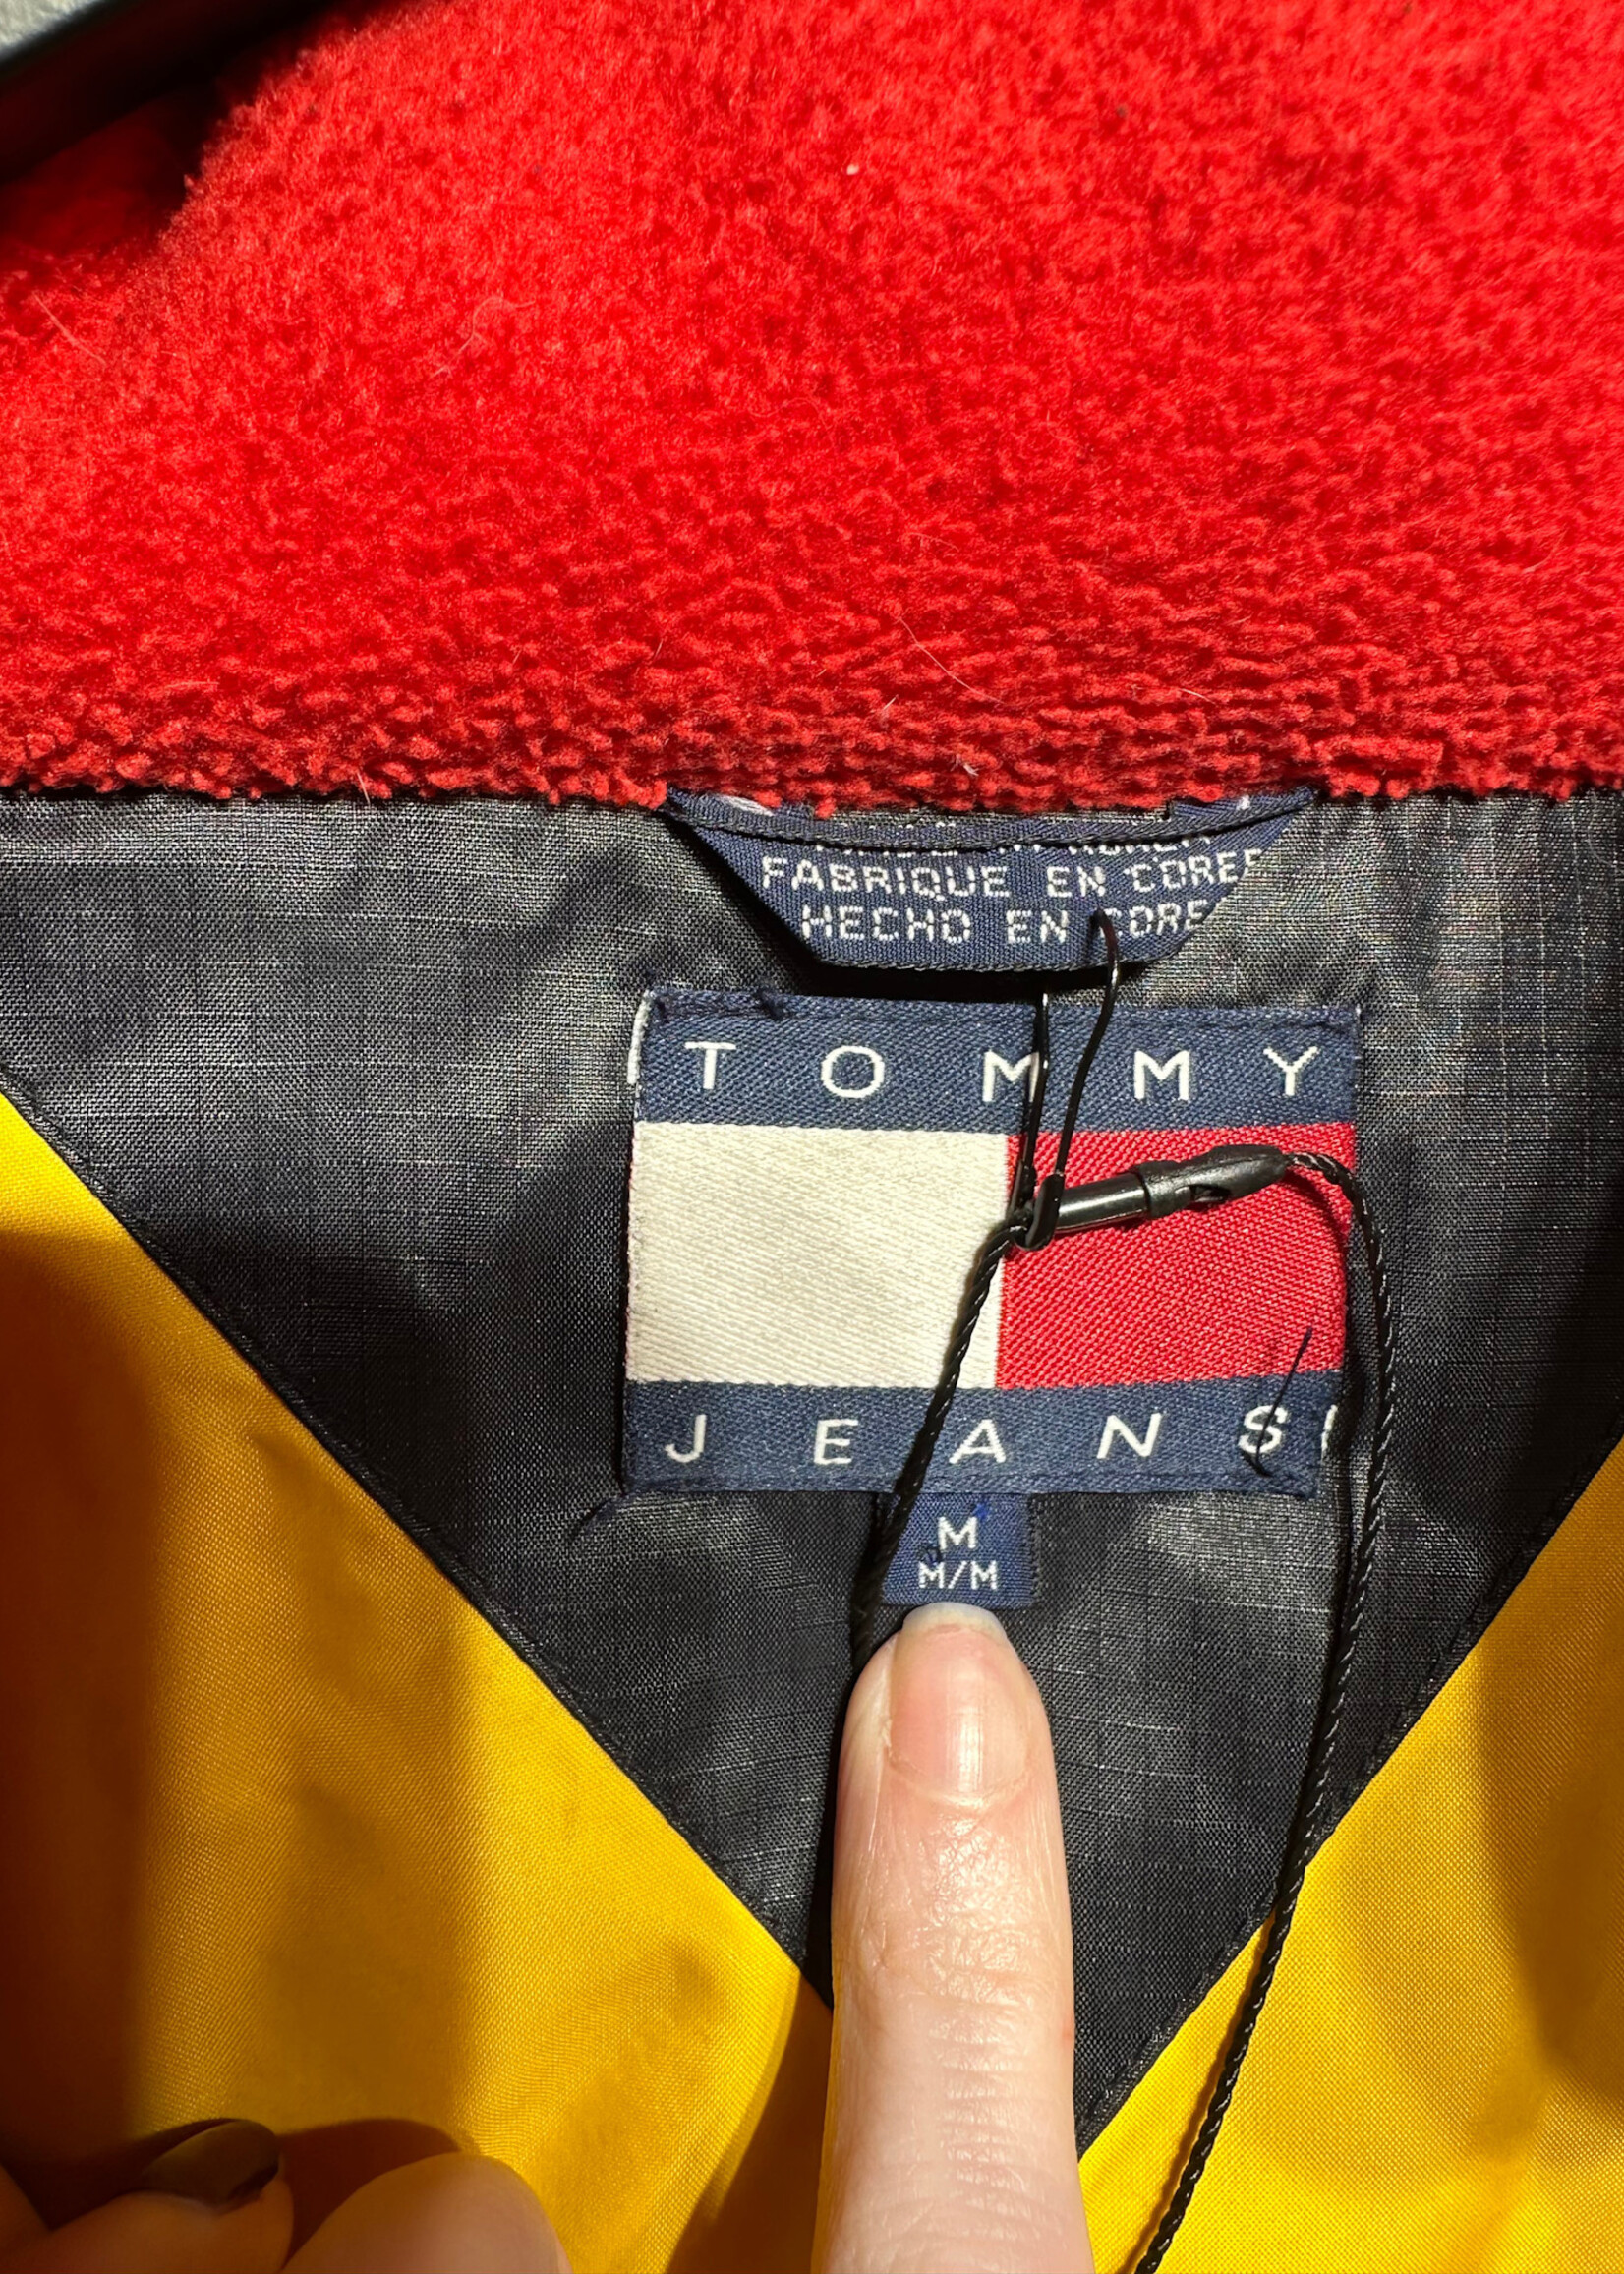 FABRIQUE EN COREE
HECHO EN COREA
TOMMY
JEANS
M
M/M